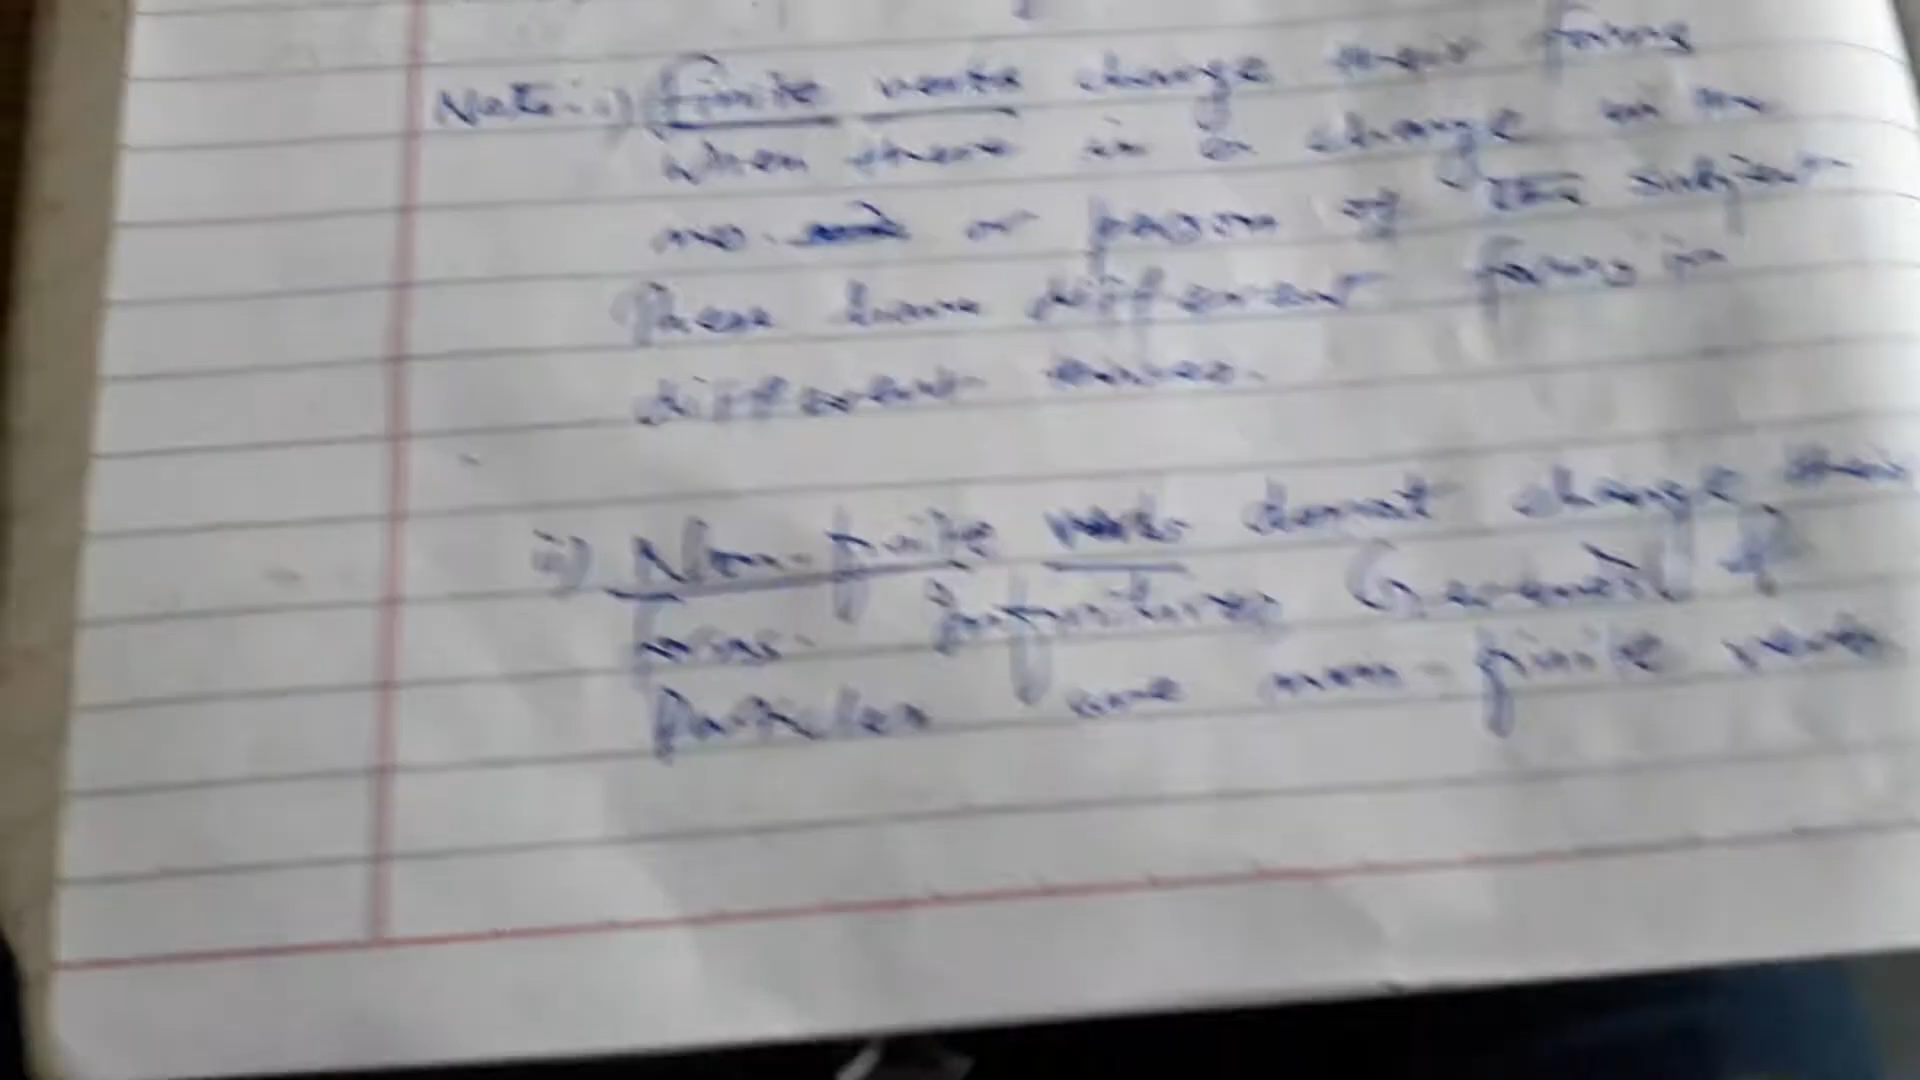 Note:- i) Finite verbs change their forms
when there is a change in the
no. or person of the subject
These have different forms in
different tenses.
ii) Non-finite verbs donot change their
forms. Infinitives Gerunds &
Participles are non-finite verbs